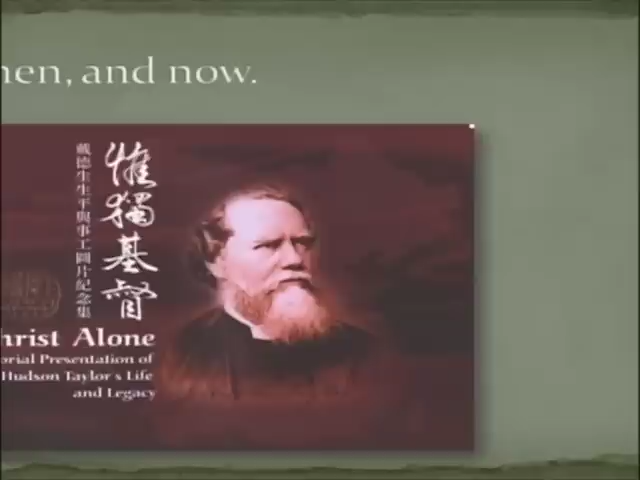 hen, and now.
惟獨基督
戴德生生平與事工圖片紀念集
hrist Alone
orial Presentation of
Hudson Taylor's Life
and Legacy